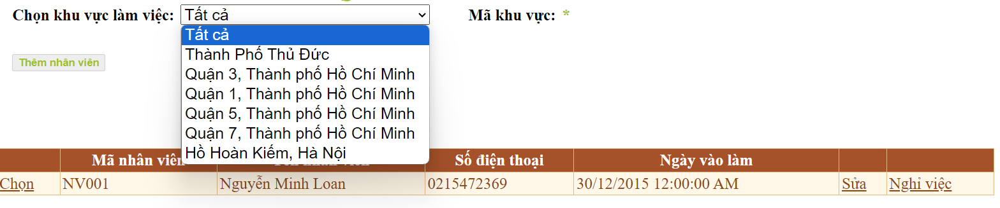 Chọn khu vực làm việc: Tất cả Mã khu vực: *
Tất cả
Thành Phố Thủ Đức
Thêm nhân viên
Quận 3, Thành phố Hồ Chí Minh
Quận 1, Thành phố Hồ Chí Minh
Quận 5, Thành phố Hồ Chí Minh
Quận 7, Thành phố Hồ Chí Minh
Hồ Hoàn Kiếm, Hà Nội
Mã nhân viên Số điện thoại Ngày vào làm
Chọn NV001 Nguyễn Minh Loan 0215472369 30/12/2015 12:00:00 AM Sửa Nghỉ việc